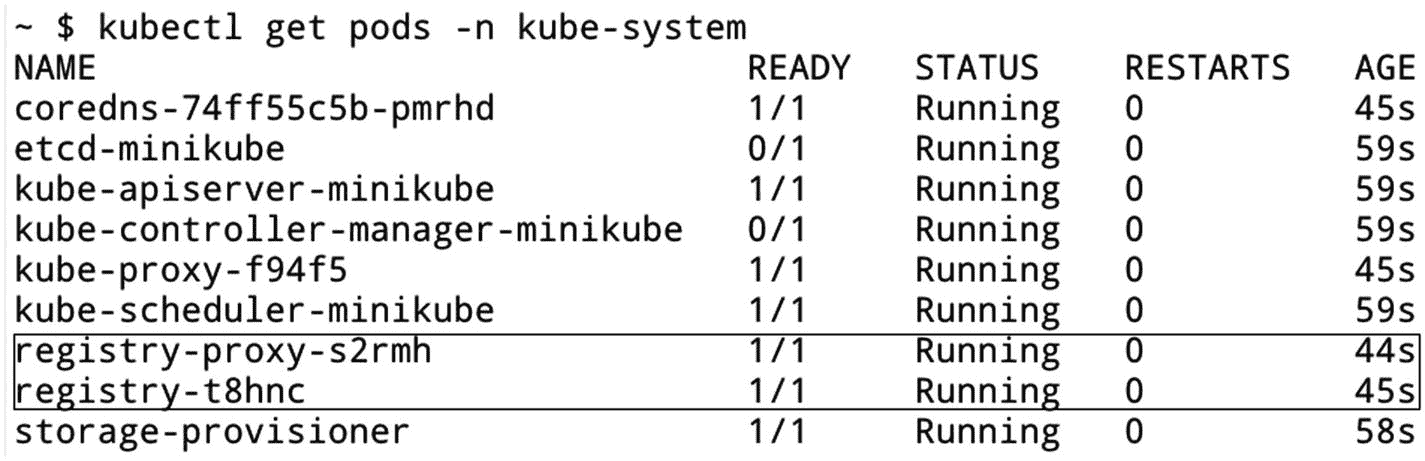 ~ $ kubectl get pods -n kube-system
NAME READY STATUS RESTARTS AGE
coredns-74ff55c5b-pmrhd 1/1 Running 0 45s
etcd-minikube 0/1 Running 0 59s
kube-apiserver-minikube 1/1 Running 0 59s
kube-controller-manager-minikube 0/1 Running 0 59s
kube-proxy-f94f5 1/1 Running 0 45s
kube-scheduler-minikube 1/1 Running 0 59s
registry-proxy-s2rmh 1/1 Running 0 44s
registry-t8hnc 1/1 Running 0 45s
storage-provisioner 1/1 Running 0 58s